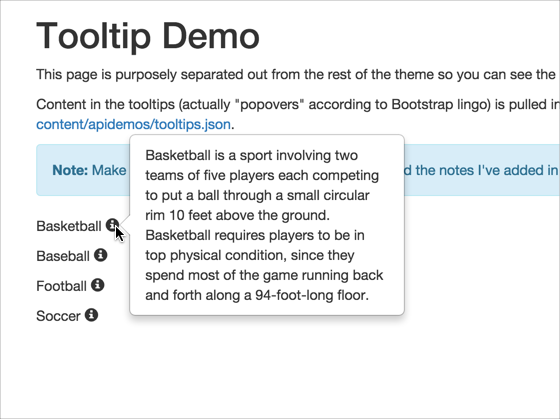 Tooltip Demo
This page is purposely separated out from the rest of the theme so you can see the
Content in the tooltips (actually "popovers" according to Bootstrap lingo) is pulled
content/apidemos/tooltips.json.
Note: Make
d the notes I've added in
Basketball is a sport involving two
teams of five players each competing
to put a ball through a small circular
rim 10 feet above the ground.
Basketball requires players to be in
top physical condition, since they
spend most of the game running back
and forth along a 94-foot-long floor.
Basketball
Baseball
Football
Soccer